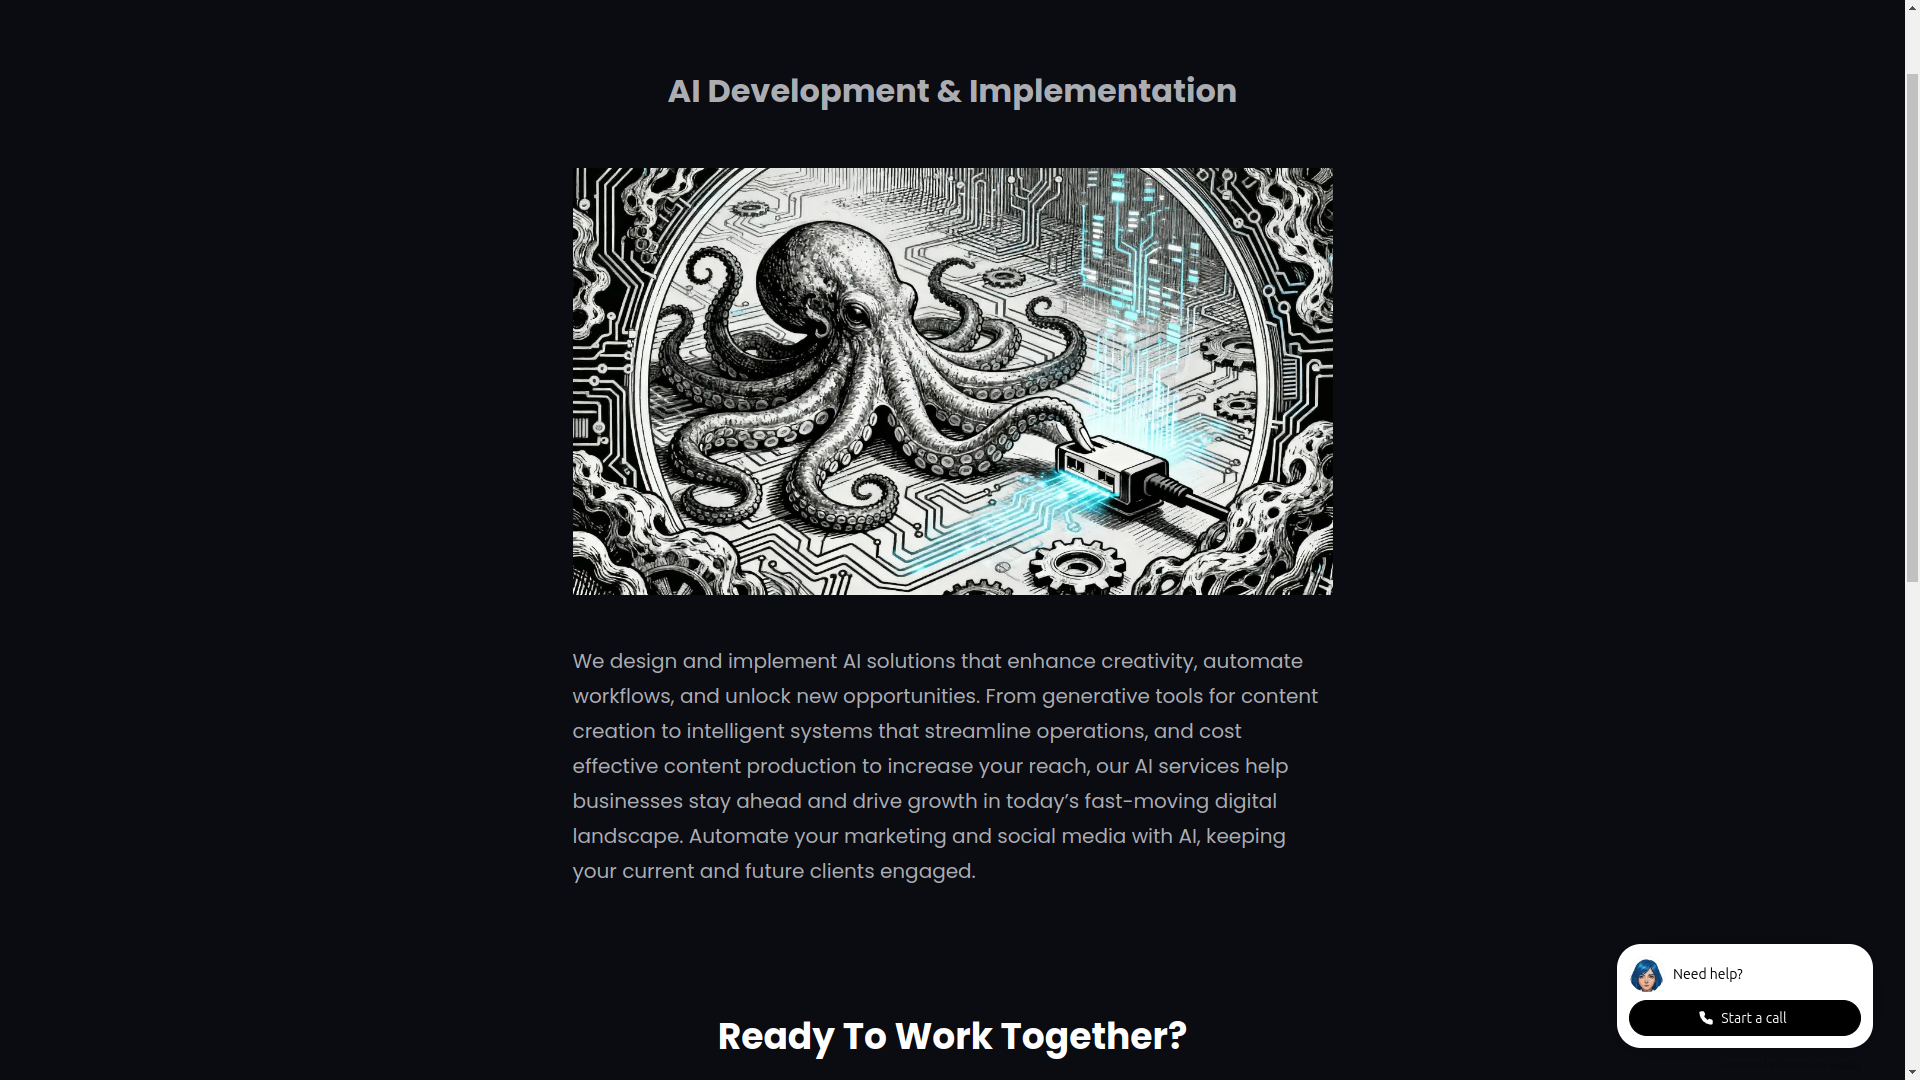 AI Development & Implementation
We design and implement AI solutions that enhance creativity, automate
workflows, and unlock new opportunities. From generative tools for content
creation to intelligent systems that streamline operations, and cost
effective content production to increase your reach, our AI services help
businesses stay ahead and drive growth in today’s fast-moving digital
landscape. Automate your marketing and social media with AI, keeping
your current and future clients engaged.
Need help?
Start a call
Ready To Work Together?